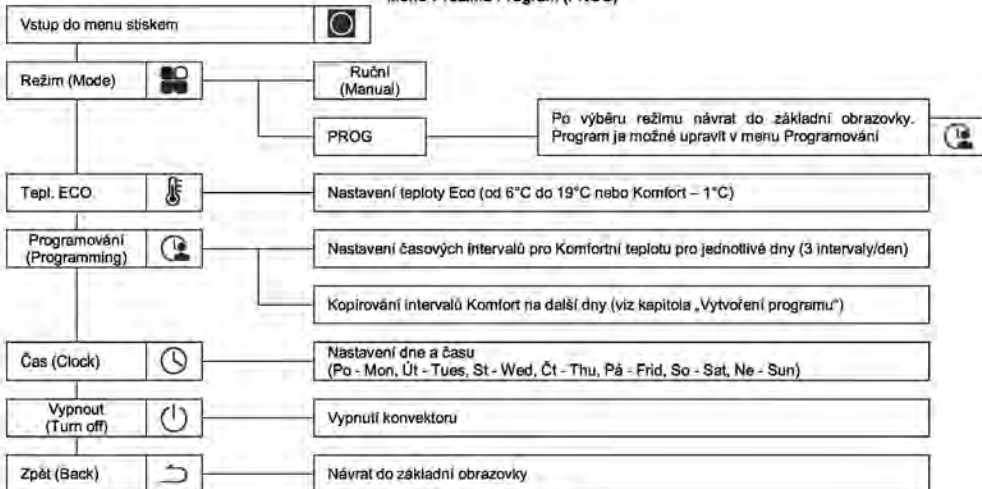 Vstup do menu stiskem
Režim (Mode)
Ruční
(Manual)
PROG
Po výběru režimu návrat do základní obrazovky.
Program je možné upravit v menu Programování
Tepl. ECO
Nastavení teploty Eco (od 6°C do 19°C nebo Komfort – 1°C)
Programování
(Programming)
Nastavení časových intervalů pro Komfortní teplotu pro jednotlivé dny (3 intervaly/den)
Kopírování intervalů Komfort na další dny (viz kapitola „Vytvoření programu“)
Čas (Clock)
Nastavení dne a času
(Po - Mon, Út - Tues, St - Wed, Čt - Thu, Pá - Frid, So - Sat, Ne - Sun)
Vypnout
(Turn off)
Vypnutí konvektoru
Zpět (Back)
Návrat do základní obrazovky